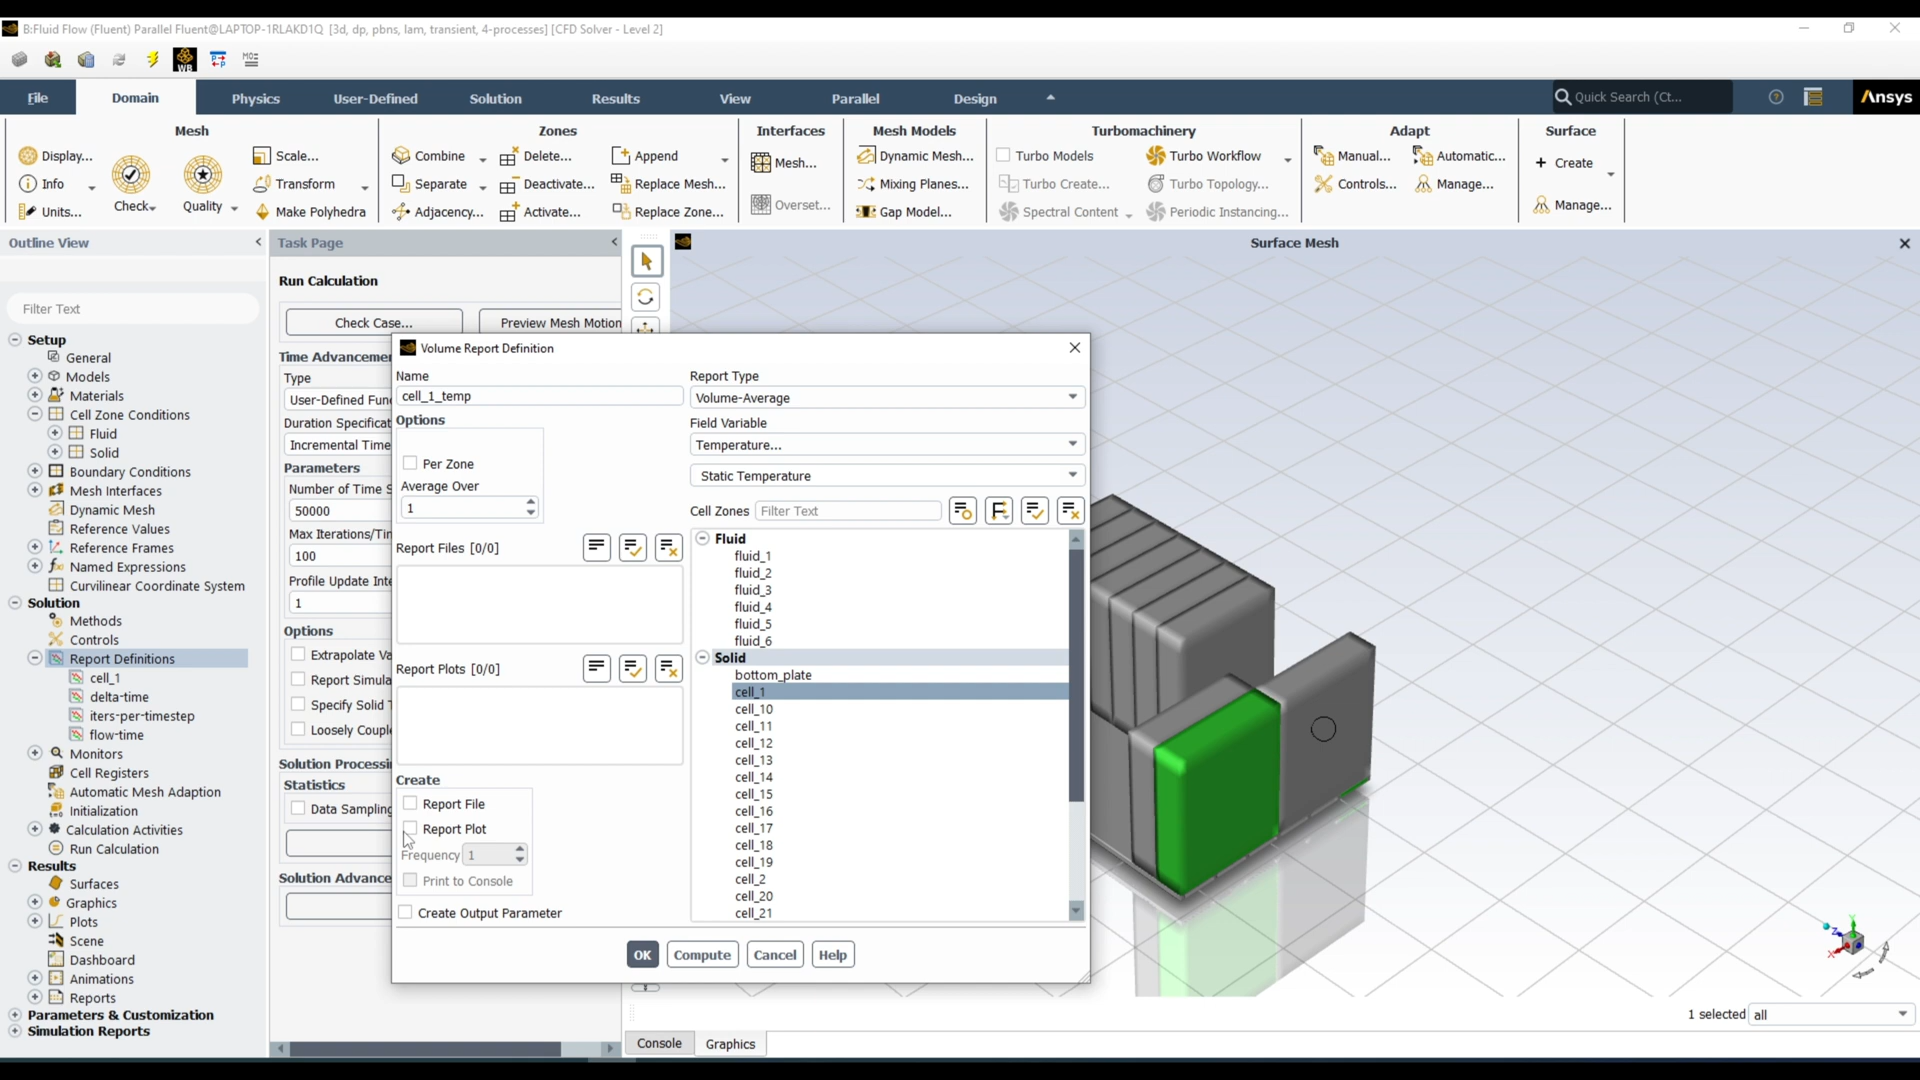 B:Fluid Flow (Fluent) Parallel Fluent@LAPTOP-1RLAKD1Q [3d, dp, pbns, lam, transient, 4-processes] [CFD Solver - Level 2]
WB
File
Domain
Physics
User-Defined
Solution
Results
View
Parallel
Design
Quick Search (Ct...
Ansys
Mesh
Display...
Info
Units...
Check
Quality
Scale...
Transform
Make Polyhedra
Zones
Combine
Separate
Adjacency...
Delete...
Deactivate...
Activate...
Append
Replace Mesh...
Replace Zone...
Interfaces
Mesh...
Overset...
Mesh Models
Dynamic Mesh...
Mixing Planes...
Gap Model...
Turbomachinery
Turbo Models
Turbo Create...
Spectral Content
Turbo Workflow
Turbo Topology...
Periodic Instancing...
Adapt
Manual...
Controls...
Automatic...
Manage...
Surface
+ Create
Manage...
Outline View
Filter Text
Setup
General
Models
Materials
Cell Zone Conditions
Fluid
Solid
Boundary Conditions
Mesh Interfaces
Dynamic Mesh
Reference Values
Reference Frames
Named Expressions
Curvilinear Coordinate System
Solution
Methods
Controls
Report Definitions
cell_1
delta-time
iters-per-timestep
flow-time
Monitors
Cell Registers
Automatic Mesh Adaption
Initialization
Calculation Activities
Run Calculation
Results
Surfaces
Graphics
Plots
Scene
Dashboard
Animations
Reports
Parameters & Customization
Simulation Reports
Task Page
Run Calculation
Check Case...
Preview Mesh Motion
Time Advancemen
Type
User-Defined Fun
Duration Specificat
Incremental Time
Parameters
Number of Time S
50000
Max Iterations/Tim
100
Profile Update Inte
1
Options
Extrapolate Va
Report Simula
Specify Solid T
Loosely Couple
Solution Processi
Statistics
Data Sampling
Solution Advance
Volume Report Definition
Name
cell_1_temp
Options
Per Zone
Average Over
1
Report Files [0/0]
Report Plots [0/0]
Create
Report File
Report Plot
Frequency 1
Print to Console
Create Output Parameter
Report Type
Volume-Average
Field Variable
Temperature...
Static Temperature
Cell Zones Filter Text
Fluid
fluid_1
fluid_2
fluid_3
fluid_4
fluid_5
fluid_6
Solid
bottom_plate
cell_1
cell_10
cell_11
cell_12
cell_13
cell_14
cell_15
cell_16
cell_17
cell_18
cell_19
cell_2
cell_20
cell_21
OK
Compute
Cancel
Help
Surface Mesh
Y
Z
X
1 selected all
Console
Graphics